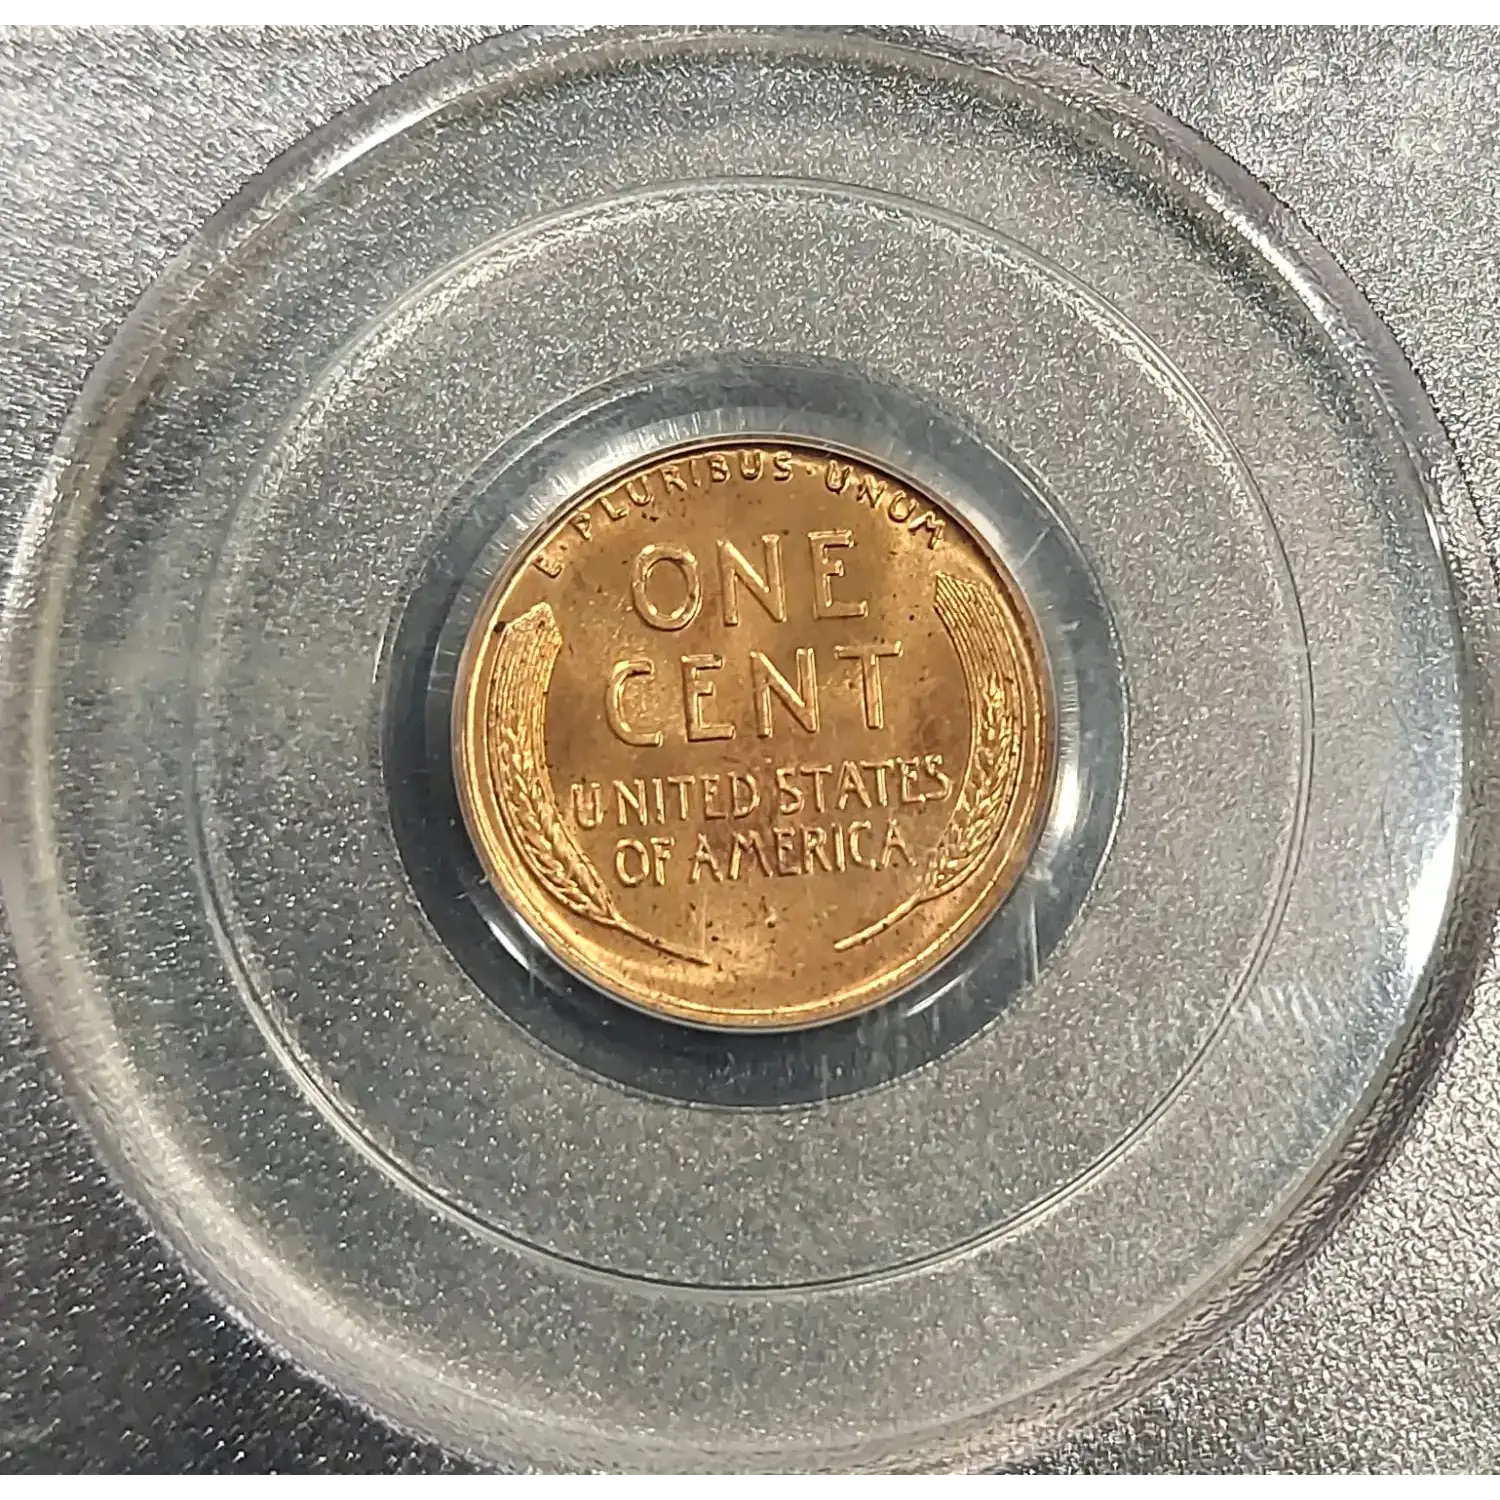 E·PLURIBUS·UNUM
ONE
CENT
UNITED STATES
OF AMERICA